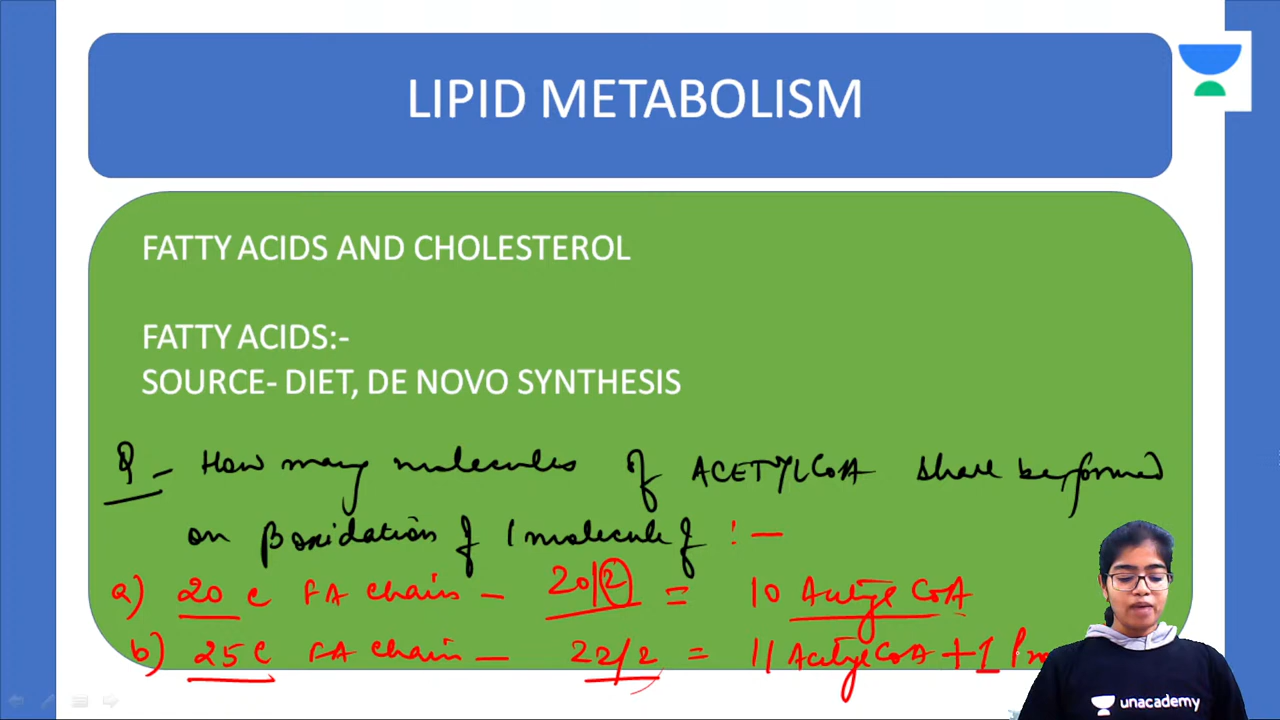 LIPID METABOLISM
FATTY ACIDS AND CHOLESTEROL
FATTY ACIDS:-
SOURCE- DIET, DE NOVO SYNTHESIS
Q - How many molecules of ACETYLCoA shall be formed
on β oxidation of 1 molecule of :-
a) 20 C FA chain - 20/2 = 10 Acetyl CoA
b) 25 C FA chain - 22/2 = 11 Acetyl CoA + 1
unacademy